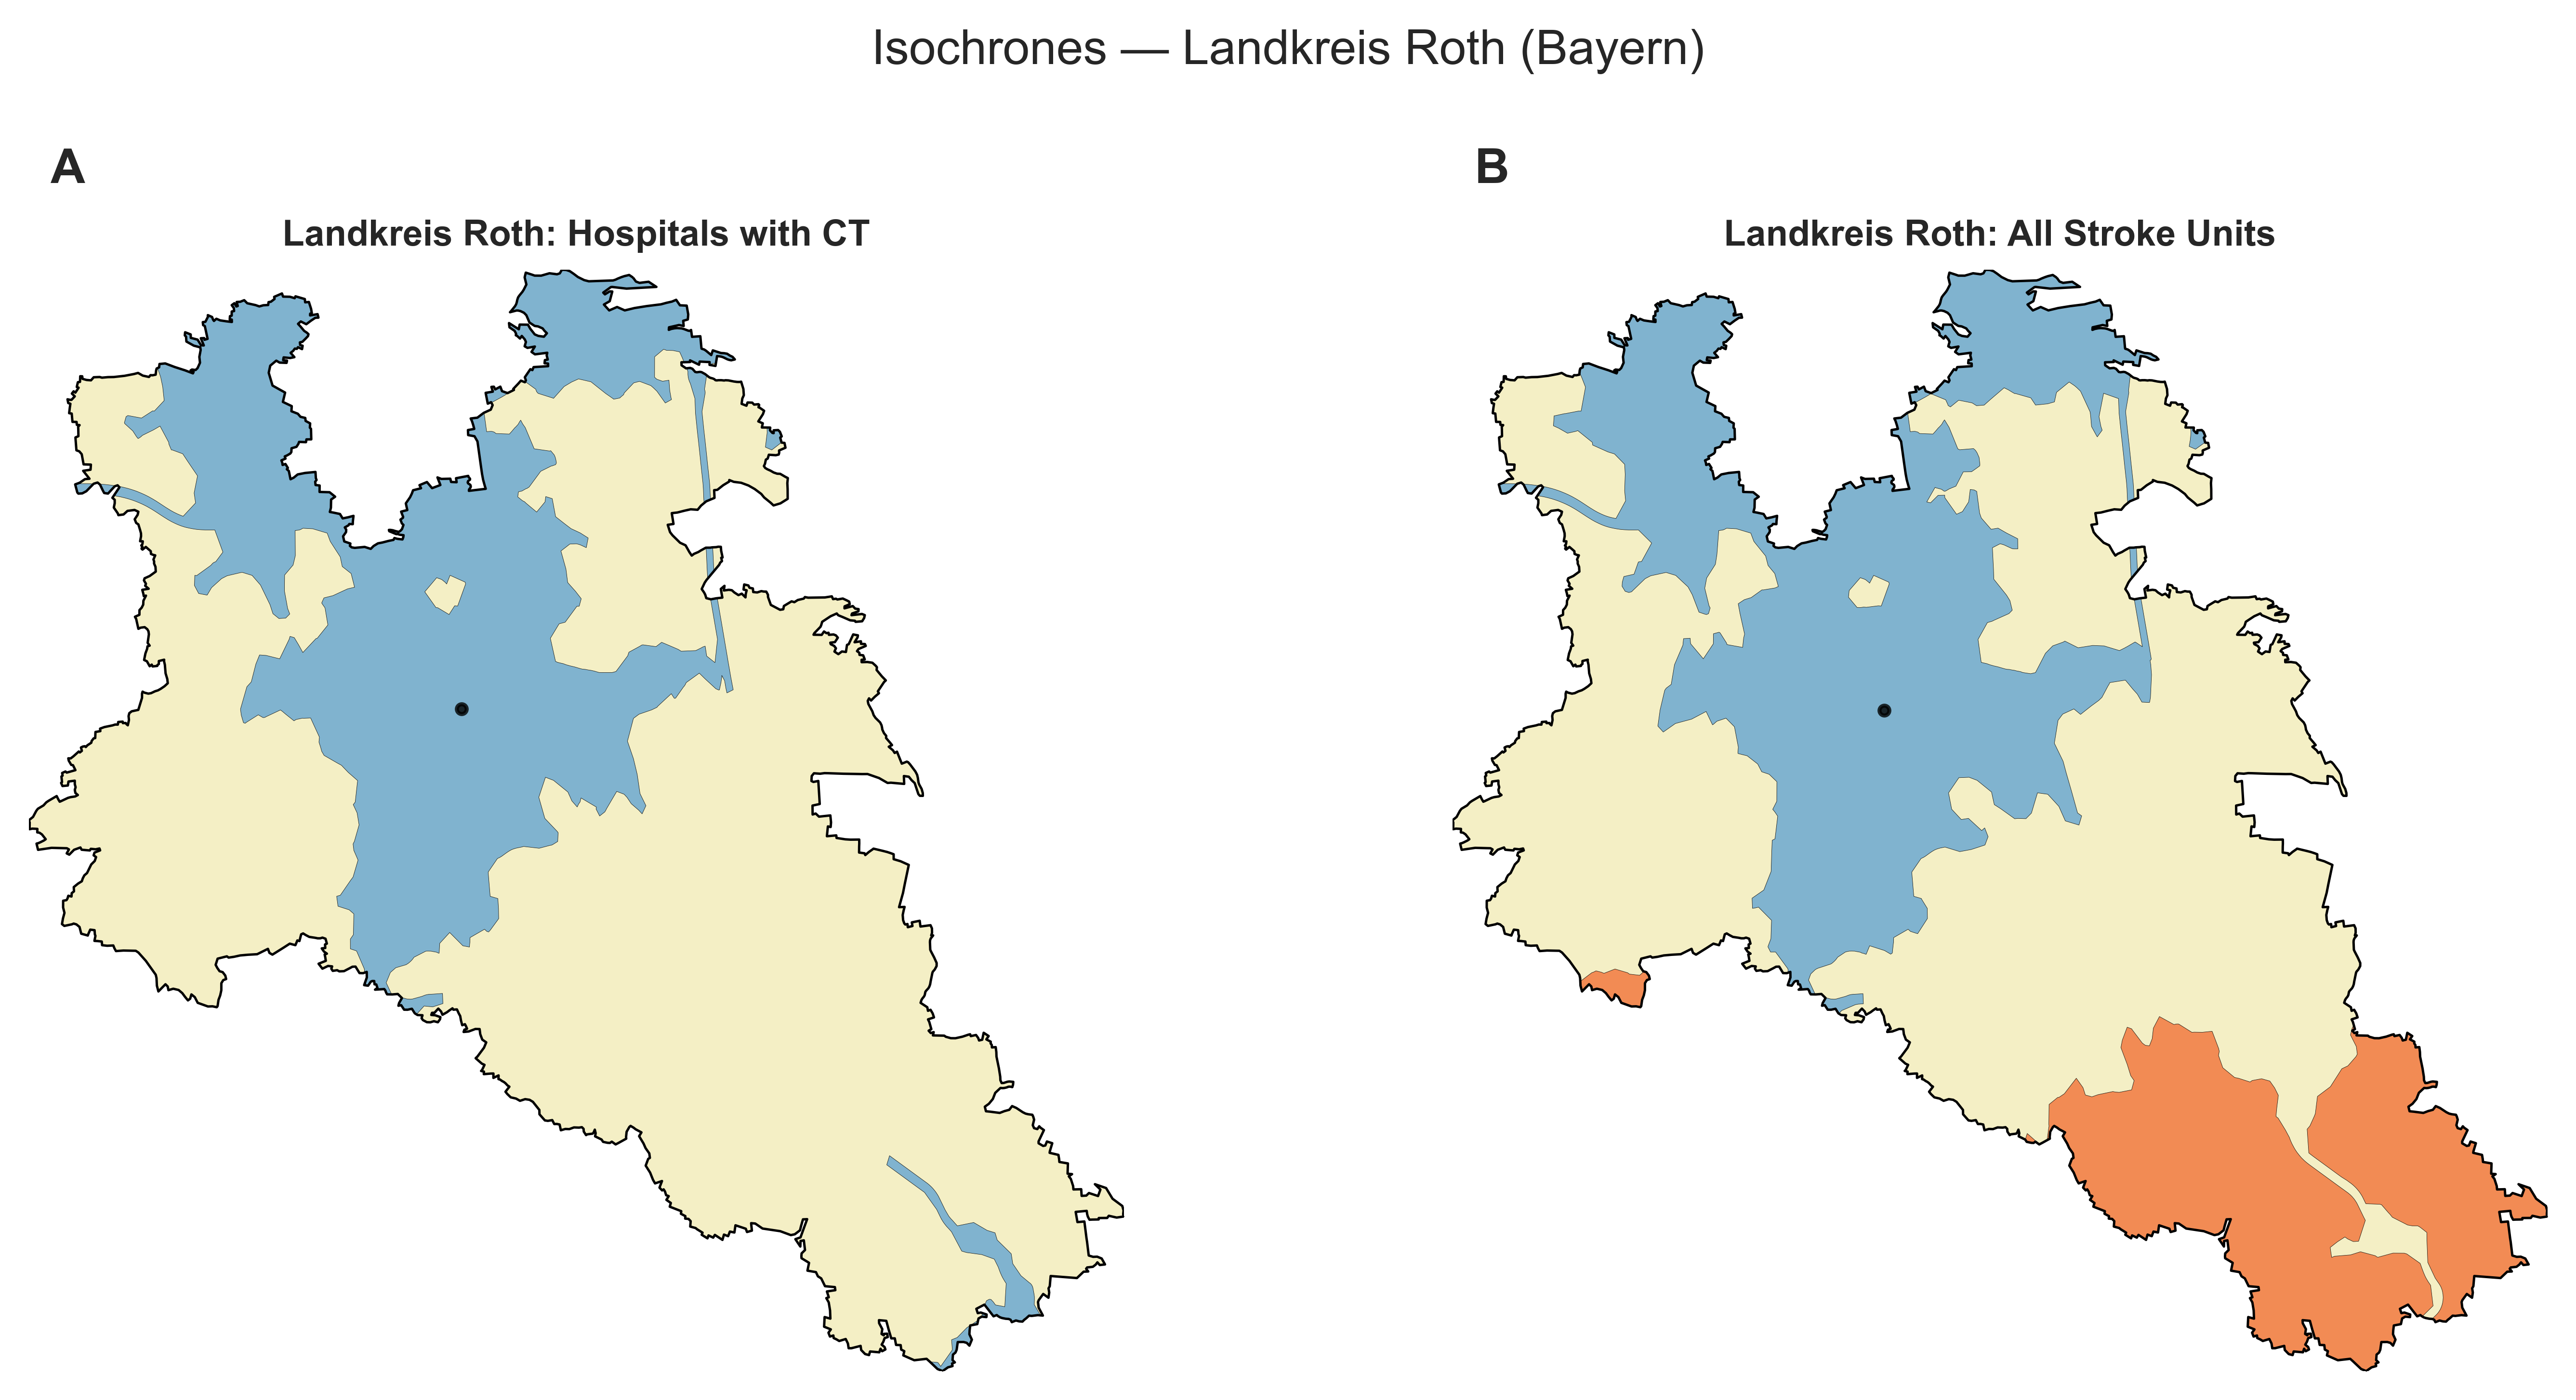 Isochrones — Landkreis Roth (Bayern)
A
Landkreis Roth: Hospitals with CT
B
Landkreis Roth: All Stroke Units